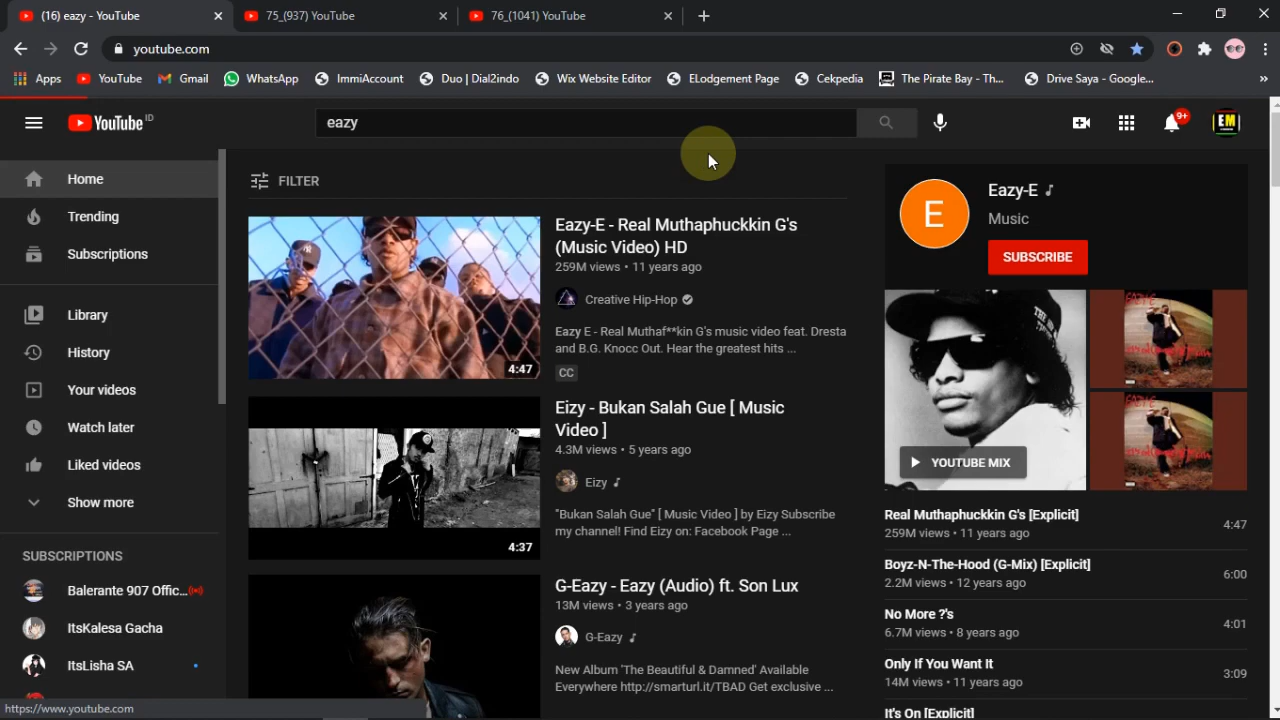 (16) eazy - YouTube
75_(937) YouTube
76_(1041) YouTube
youtube.com
Apps
YouTube
Gmail
WhatsApp
ImmiAccount
Duo | Dial2indo
Wix Website Editor
ELodgement Page
Cekpedia
The Pirate Bay - Th...
Drive Saya - Google...
»
YouTube ID
eazy
9+
EM
Home
Trending
Subscriptions
Library
History
Your videos
Watch later
Liked videos
Show more
SUBSCRIPTIONS
Balerante 907 Offic...
ItsKalesa Gacha
ItsLisha SA
https://www.youtube.com
FILTER
4:47
Eazy-E - Real Muthaphuckkin G's
(Music Video) HD
259M views • 11 years ago
Creative Hip-Hop
Eazy E - Real Muthaf**kin G's music video feat. Dresta
and B.G. Knocc Out. Hear the greatest hits ...
CC
4:37
Eizy - Bukan Salah Gue [ Music
Video ]
4.3M views • 5 years ago
Eizy
"Bukan Salah Gue" [ Music Video ] by Eizy Subscribe
my channel! Find Eizy on: Facebook Page ...
G-Eazy - Eazy (Audio) ft. Son Lux
13M views • 3 years ago
G-Eazy
New Album 'The Beautiful & Damned' Available
Everywhere http://smarturl.it/TBAD Get exclusive ...
E
Eazy-E
Music
SUBSCRIBE
YOUTUBE MIX
Real Muthaphuckkin G's [Explicit]
259M views • 11 years ago
4:47
Boyz-N-The-Hood (G-Mix) [Explicit]
2.2M views • 12 years ago
6:00
No More ?'s
6.7M views • 8 years ago
4:01
Only If You Want It
14M views • 11 years ago
3:09
It's On [Explicit]